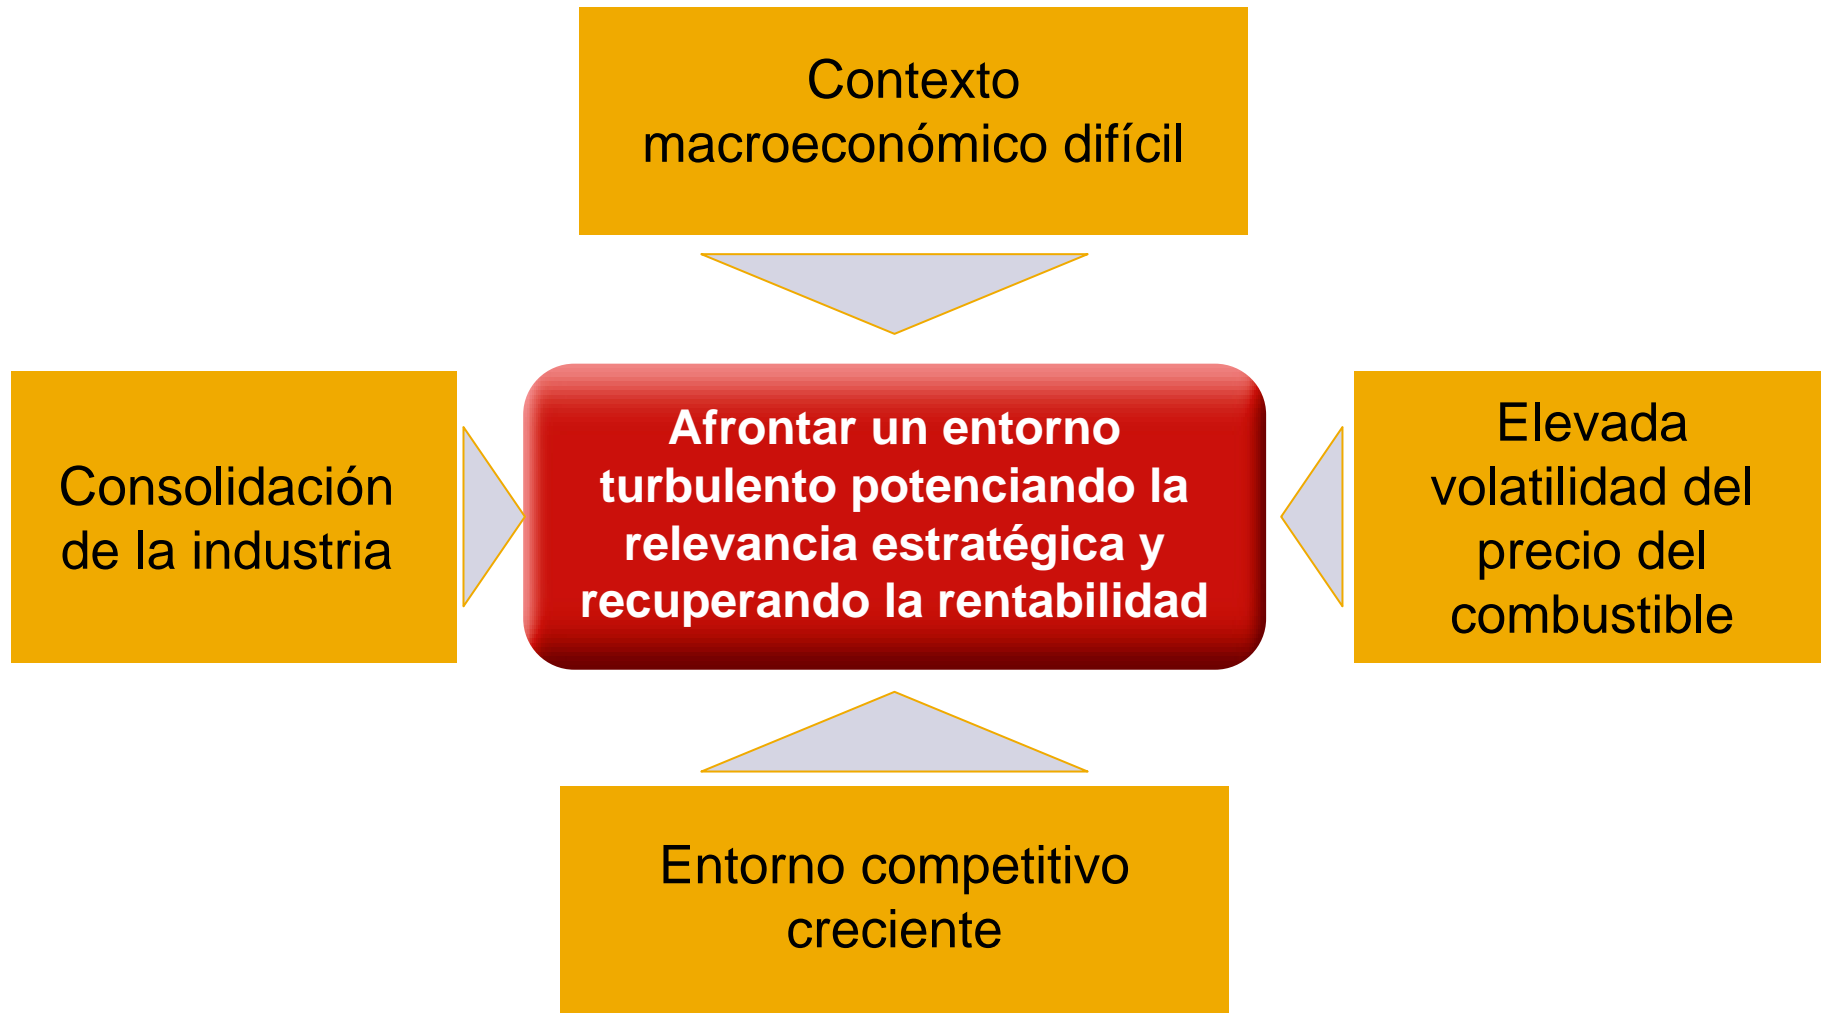 Contexto
macroeconómico difícil
Consolidación
de la industria
Afrontar un entorno
turbulento potenciando la
relevancia estratégica y
recuperando la rentabilidad
Elevada
volatilidad del
precio del
combustible
Entorno competitivo
creciente